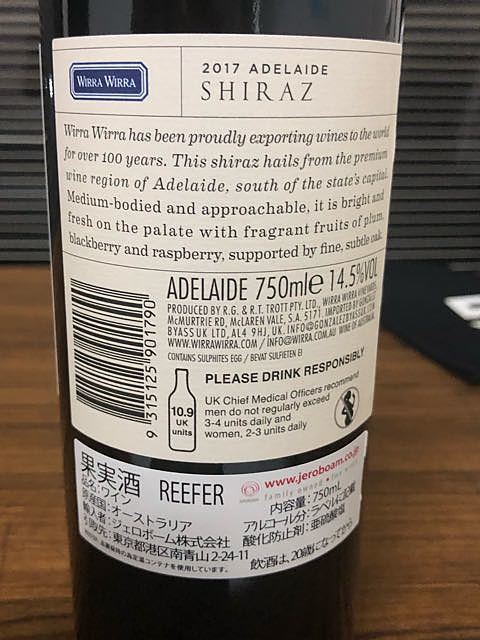 WIRRA WIRRA
2017 ADELAIDE
SHIRAZ
Wirra Wirra has been proudly exporting wines to the world
for over 100 years. This shiraz hails from the premium
wine region of Adelaide, south of the state's capital.
Medium-bodied and approachable, it is bright and
fresh on the palate with fragrant fruits of plum,
blackberry and raspberry, supported by fine, subtle oak.
ADELAIDE 750ml e 14.5%VOL
PRODUCED BY R.G. & R.T. TROTT PTY. LTD., WIRRA WIRRA VINEYARDS,
McMURTRIE RD, McLAREN VALE, S.A. 5171. IMPORTED BY GONZALEZ
BYASS UK LTD, AL4 9HJ, UK. INFO@GONZALEZBYASSUK.COM
WWW.WIRRAWIRRA.COM / INFO@WIRRA.COM.AU WINE OF AUSTRALIA
CONTAINS SULPHITES EGG / BEVAT SULFIETEN EI
9 315125 901790
10.9
UK
units
PLEASE DRINK RESPONSIBLY
UK Chief Medical Officers recommend
men do not regularly exceed
3-4 units daily and
women, 2-3 units daily
果実酒 REEFER
www.jeroboam.co.jp
family owned
品名:ワイン
内容量:750mL
原産国:オーストラリア
アルコール分:ラベルに記載
輸入者:ジェロボーム株式会社
酸化防止剤:亜硫酸塩
引取先:東京都港区南青山2-24-11
飲酒は、20歳になってから